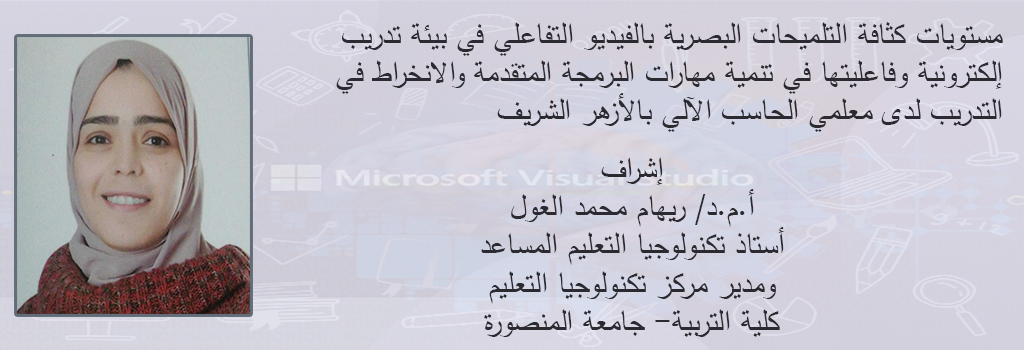 مستويات كثافة التلميحات البصرية بالفيديو التفاعلي في بيئة تدريب
إلكترونية وفاعليتها في تنمية مهارات البرمجة المتقدمة والانخراط في
التدريب لدى معلمي الحاسب الآلي بالأزهر الشريف
إشراف
أ.م.د/ ريهام محمد الغول
Microsoft Visual Studio
أستاذ تكنولوجيا التعليم المساعد
ومدير مركز تكنولوجيا التعليم
كلية التربية- جامعة المنصورة